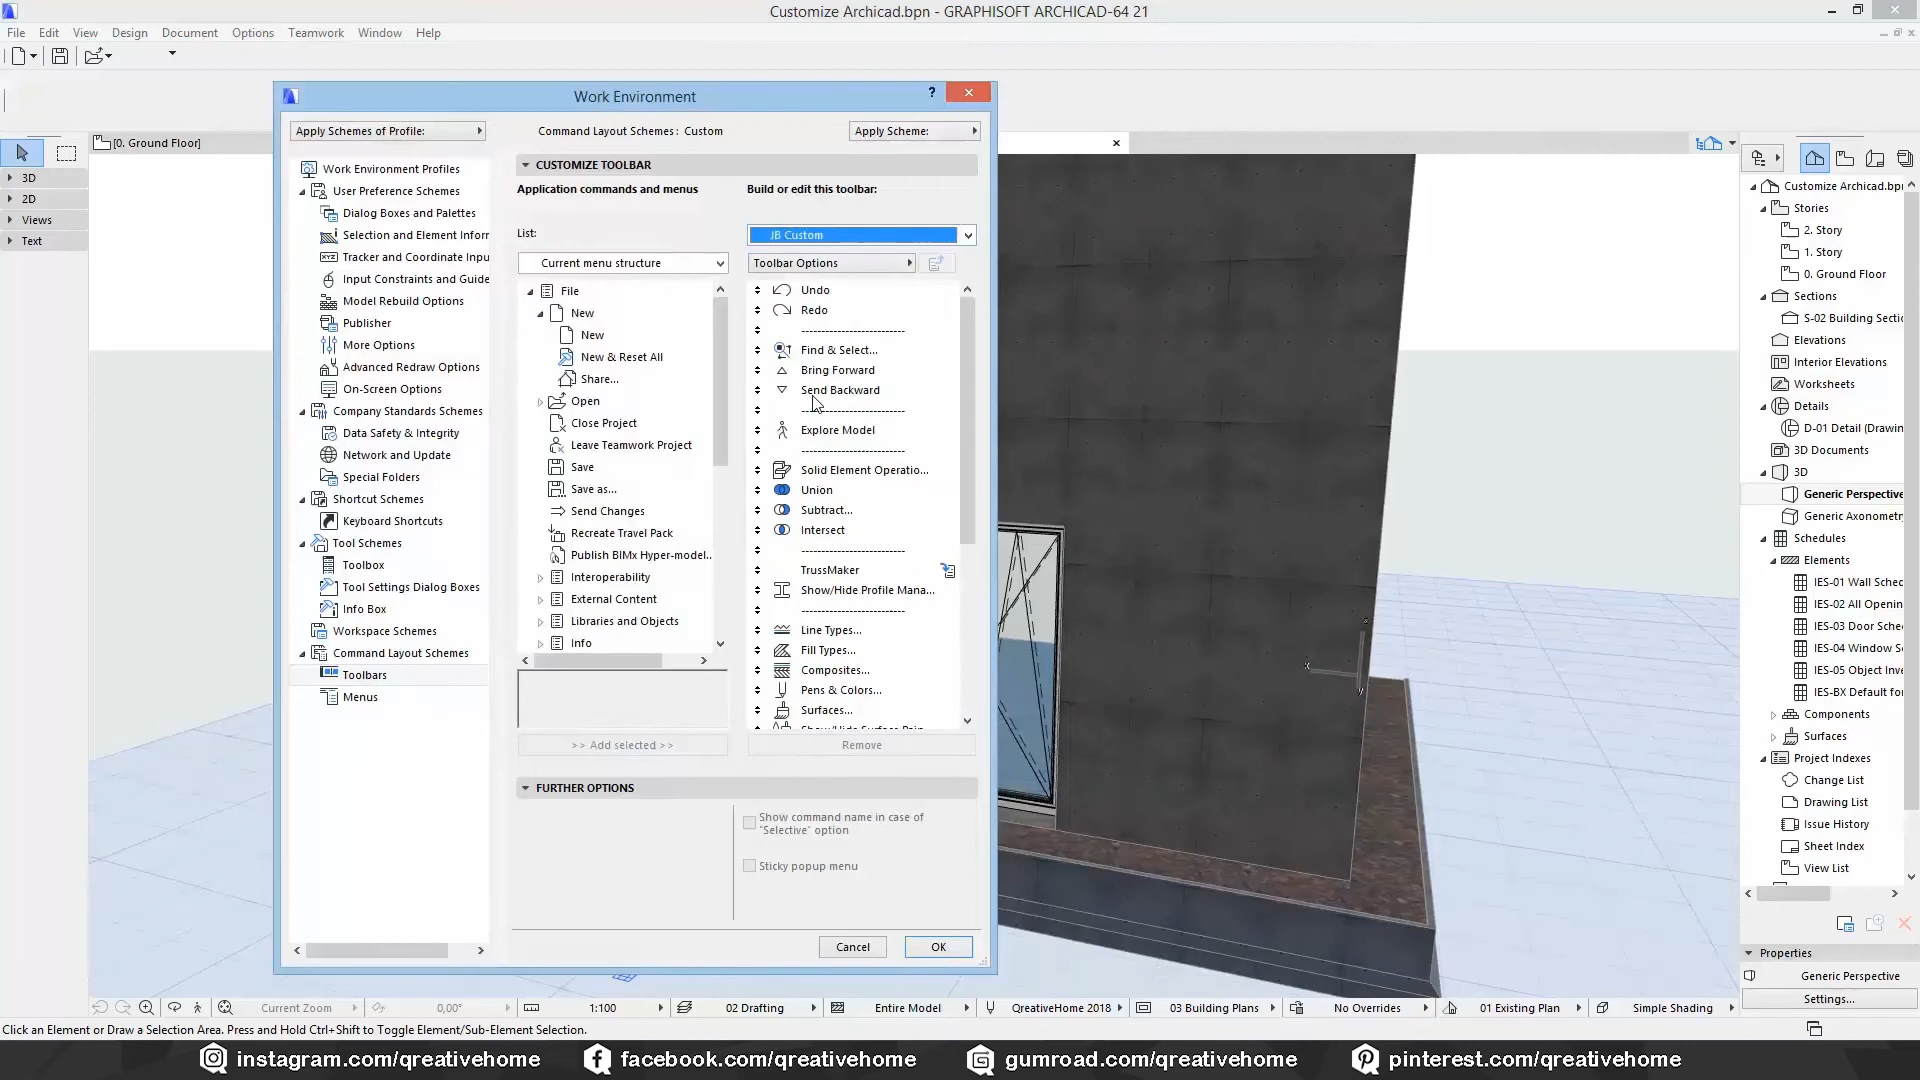 Customize Archicad.bpn - GRAPHISOFT ARCHICAD-64 21
File Edit View Design Document Options Teamwork Window Help
[0. Ground Floor]
3D
2D
Views
Text
Work Environment
?
Apply Schemes of Profile:
Command Layout Schemes: Custom
Apply Scheme:
Work Environment Profiles
User Preference Schemes
Dialog Boxes and Palettes
Selection and Element Inforr
Tracker and Coordinate Inpu
Input Constraints and Guide
Model Rebuild Options
Publisher
More Options
Advanced Redraw Options
On-Screen Options
Company Standards Schemes
Data Safety & Integrity
Network and Update
Special Folders
Shortcut Schemes
Keyboard Shortcuts
Tool Schemes
Toolbox
Tool Settings Dialog Boxes
Info Box
Workspace Schemes
Command Layout Schemes
Toolbars
Menus
CUSTOMIZE TOOLBAR
Application commands and menus
List:
Current menu structure
File
New
New
New & Reset All
Share...
Open
Close Project
Leave Teamwork Project
Save
Save as...
Send Changes
Recreate Travel Pack
Publish BIMx Hyper-model..
Interoperability
External Content
Libraries and Objects
Info
>> Add selected >>
Build or edit this toolbar:
JB Custom
Toolbar Options
Undo
Redo
--------------------------
Find & Select...
Bring Forward
Send Backward
--------------------------
Explore Model
--------------------------
Solid Element Operatio...
Union
Subtract...
Intersect
--------------------------
TrussMaker
Show/Hide Profile Mana...
--------------------------
Line Types...
Fill Types...
Composites...
Pens & Colors...
Surfaces...
Remove
FURTHER OPTIONS
Show command name in case of
"Selective" option
Sticky popup menu
Cancel
OK
Customize Archicad.bpn
Stories
2. Story
1. Story
0. Ground Floor
Sections
S-02 Building Sectio
Elevations
Interior Elevations
Worksheets
Details
D-01 Detail (Drawin
3D Documents
3D
Generic Perspective
Generic Axonometr
Schedules
Elements
IES-01 Wall Sched
IES-02 All Opening
IES-03 Door Sche
IES-04 Window S
IES-05 Object Inve
IES-BX Default for
Components
Surfaces
Project Indexes
Change List
Drawing List
Issue History
Sheet Index
View List
Properties
Generic Perspective
Settings...
Current Zoom
0,00°
1:100
02 Drafting
Entire Model
QreativeHome 2018
03 Building Plans
No Overrides
01 Existing Plan
Simple Shading
Click an Element or Draw a Selection Area. Press and Hold Ctrl+Shift to Toggle Element/Sub-Element Selection.
instagram.com/qreativehome
facebook.com/qreativehome
gumroad.com/qreativehome
pinterest.com/qreativehome